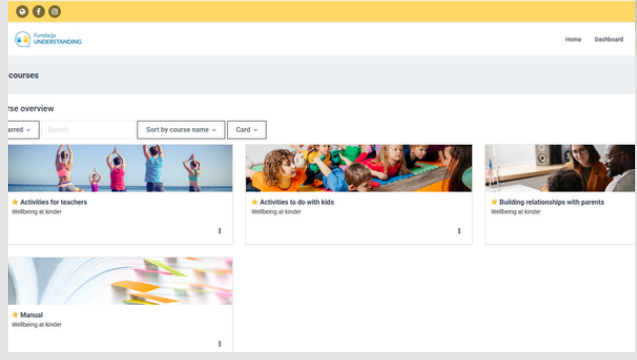 Fundacja
UNDERSTANDING
Home Dashboard
courses
rse overview
arred
Search
Sort by course name
Card
Activities for teachers
Wellbeing at kinder
Activities to do with kids
Wellbeing at kinder
Building relationships with parents
Wellbeing at kinder
Manual
Wellbeing at kinder